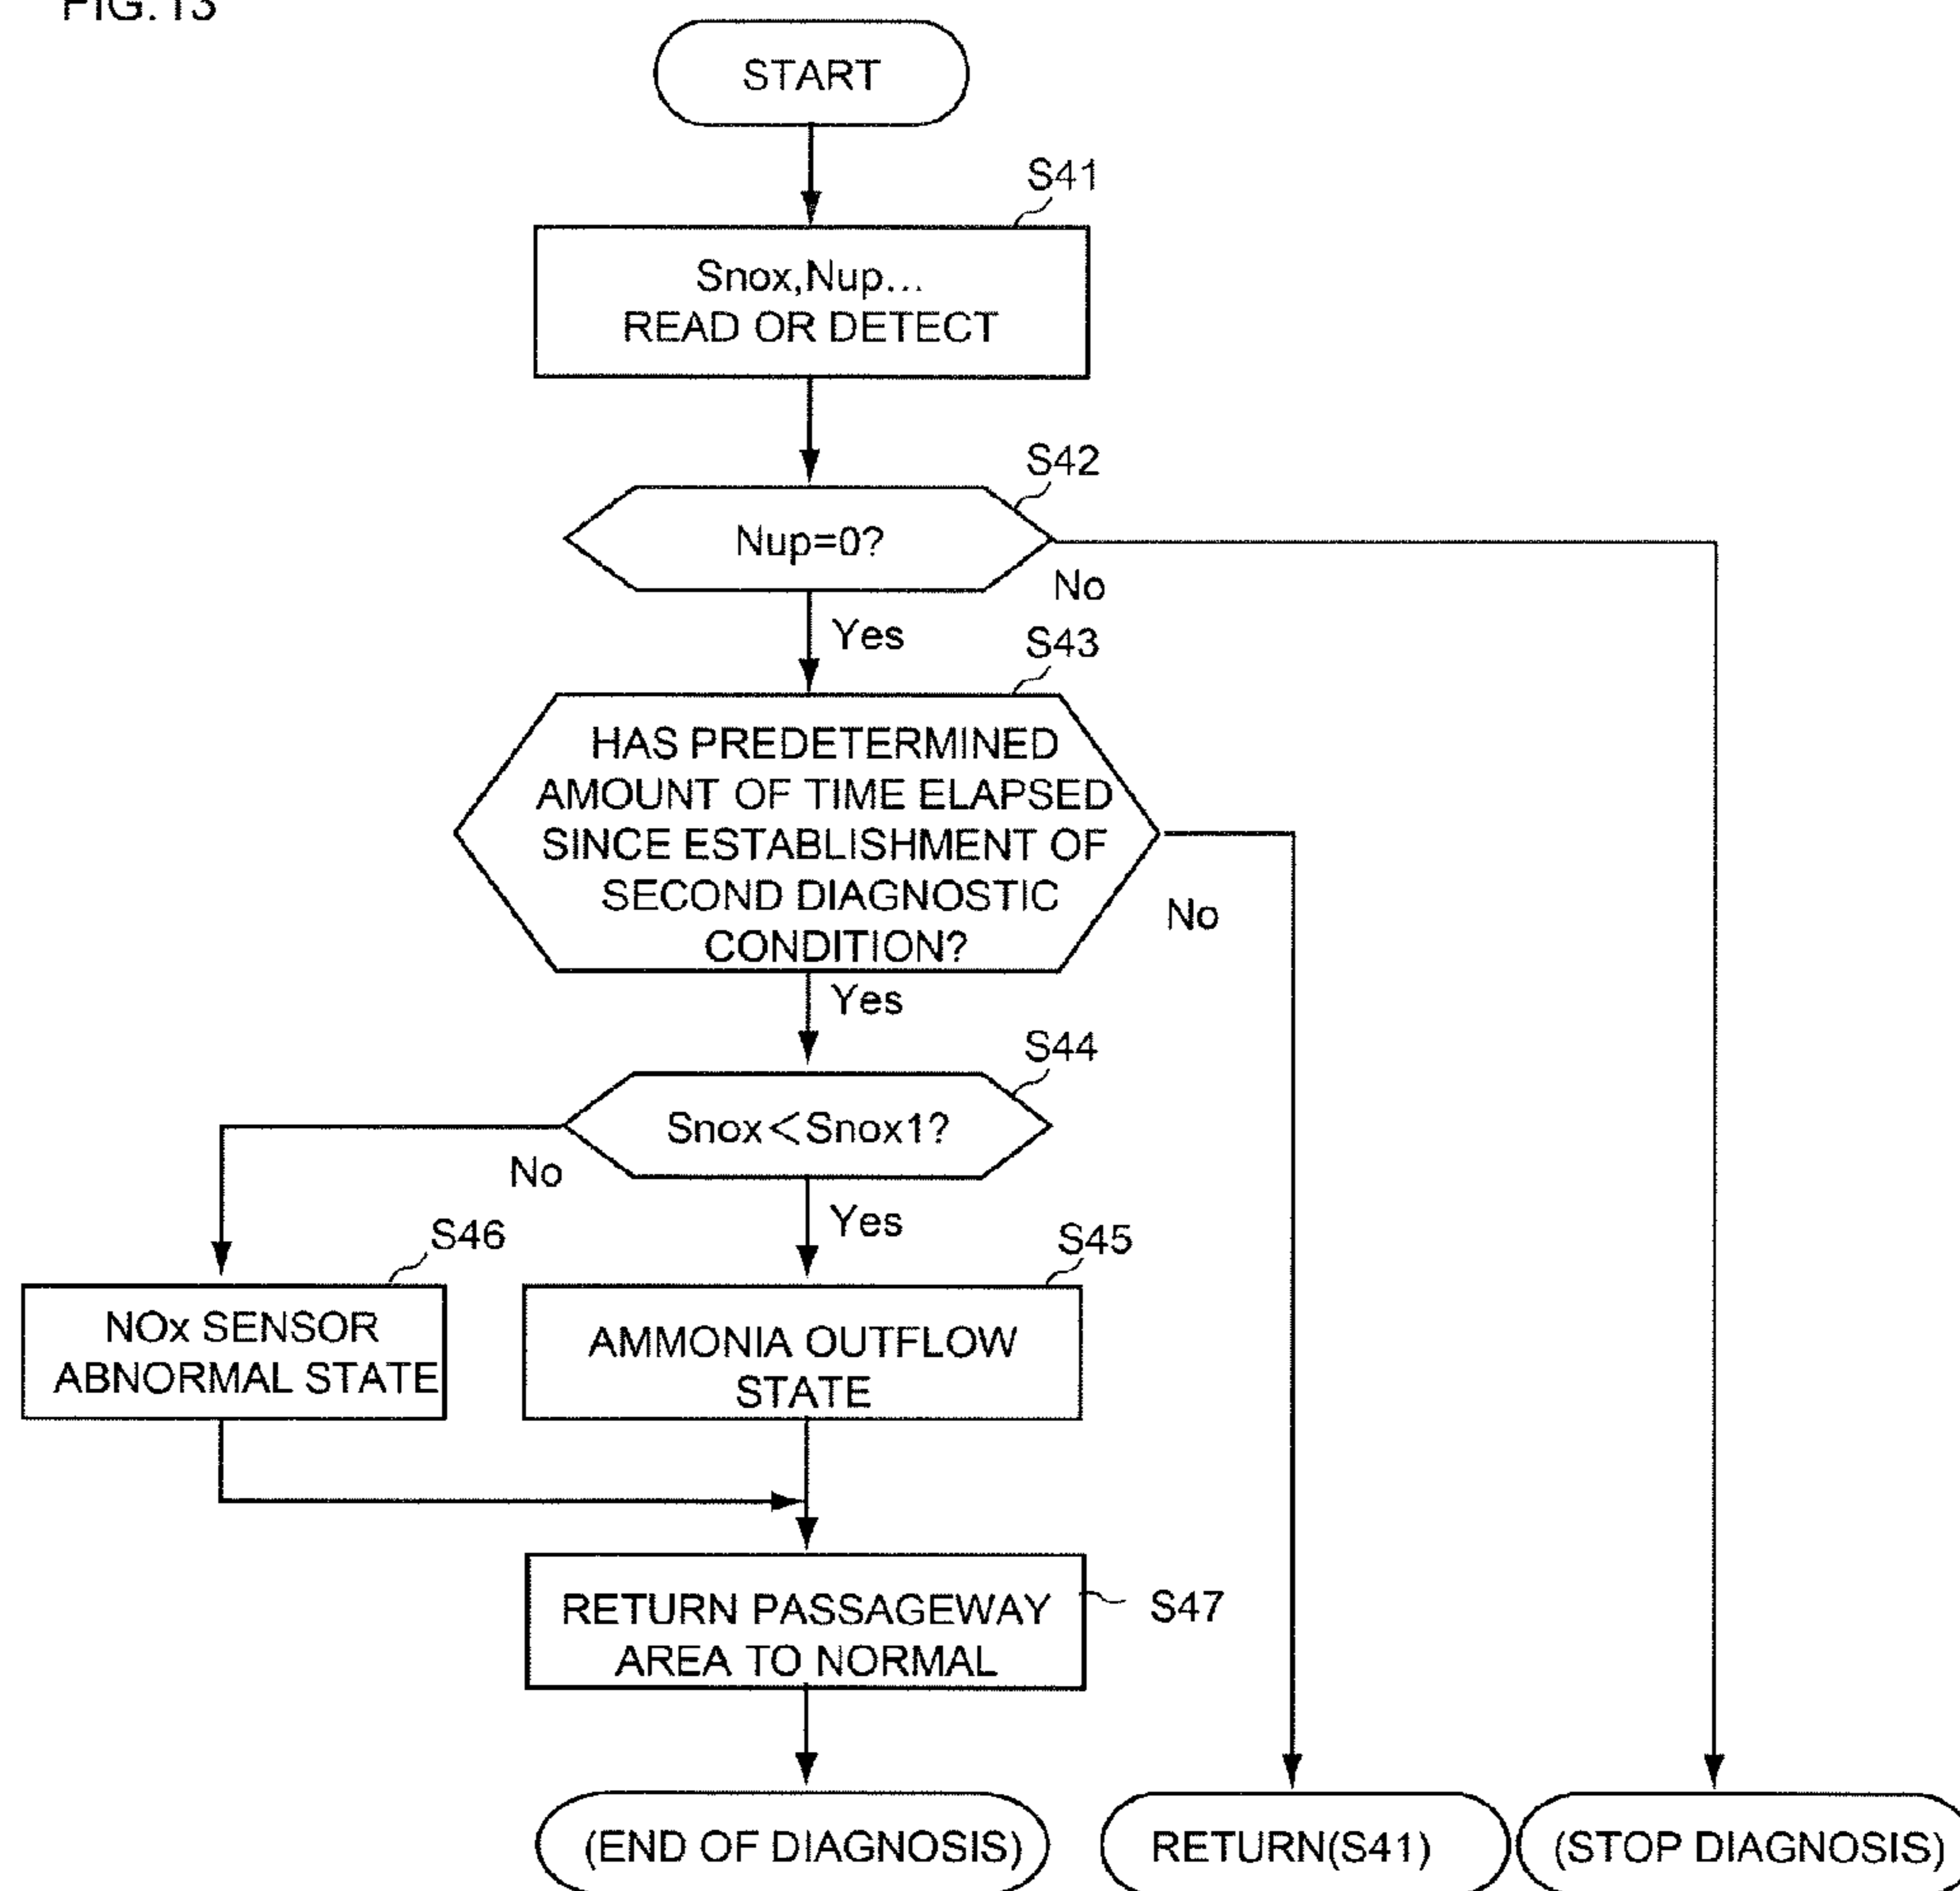 FIG.13
START
S41
Snox,Nup...
READ OR DETECT
S42
Nup=0?
No
Yes
S43
HAS PREDETERMINED
AMOUNT OF TIME ELAPSED
SINCE ESTABLISHMENT OF
SECOND DIAGNOSTIC
CONDITION?
No
Yes
S44
Snox<Snox1?
No
Yes
S46
S45
NOx SENSOR
ABNORMAL STATE
AMMONIA OUTFLOW
STATE
RETURN PASSAGEWAY
AREA TO NORMAL
S47
(END OF DIAGNOSIS)
RETURN(S41)
(STOP DIAGNOSIS)